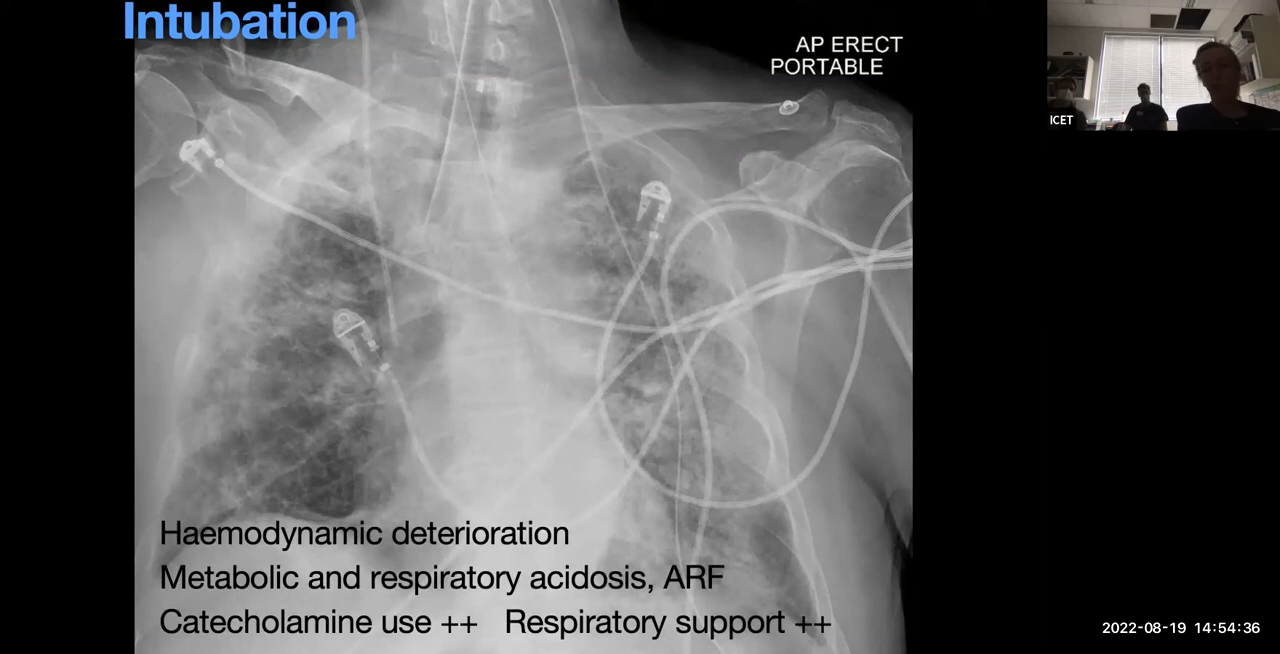 Intubation
AP ERECT
PORTABLE
ICET
Haemodynamic deterioration
Metabolic and respiratory acidosis, ARF
Catecholamine use ++ Respiratory support ++
2022-08-19 14:54:36